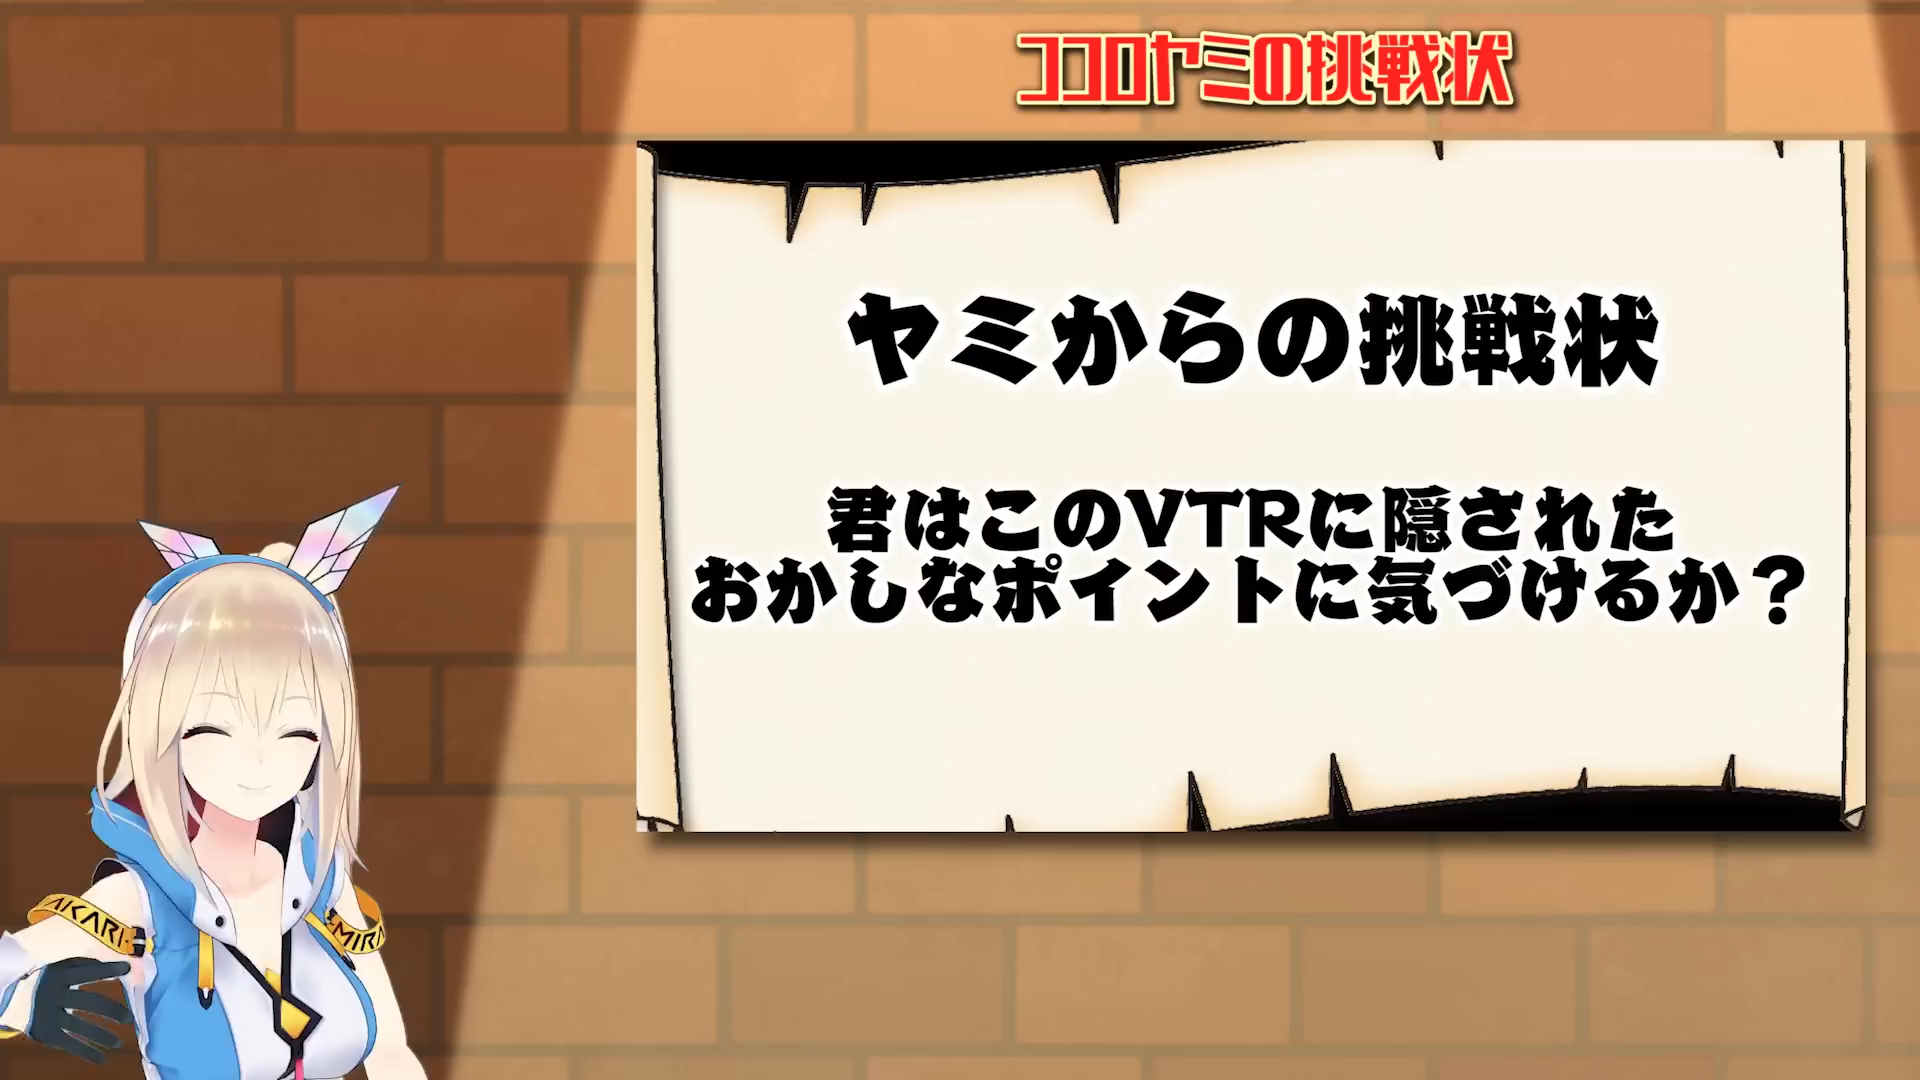 ココロヤミの挑戦状
ヤミからの挑戦状
君はこのVTRに隠された
おかしなポイントに気づけるか？
AKARI
MIRA